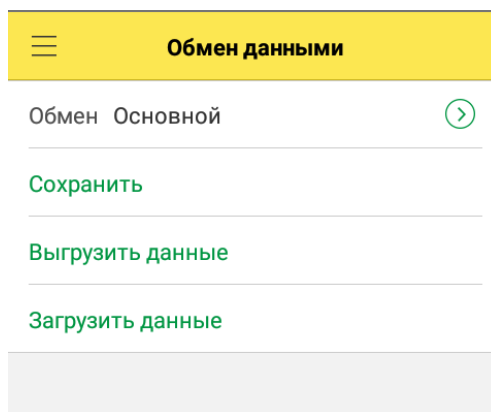 Обмен данными
Обмен Основной
Сохранить
Выгрузить данные
Загрузить данные